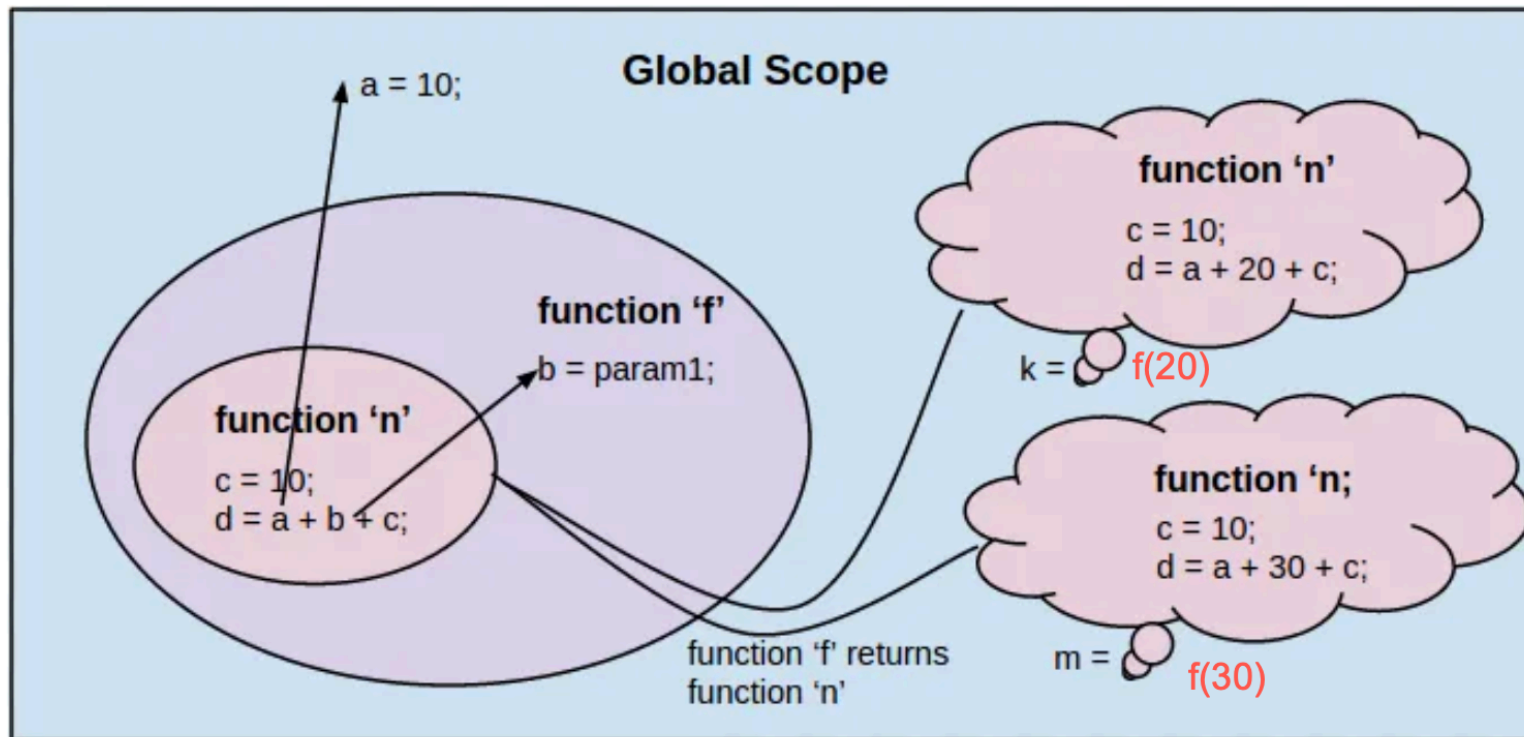 Global Scope
a = 10;
function ‘f’
b = param1;
function ‘n’
c = 10;
d = a + b + c;
function ‘f’ returns
function ‘n’
function ‘n’
c = 10;
d = a + 20 + c;
k =
f(20)
function ‘n;
c = 10;
d = a + 30 + c;
m =
f(30)